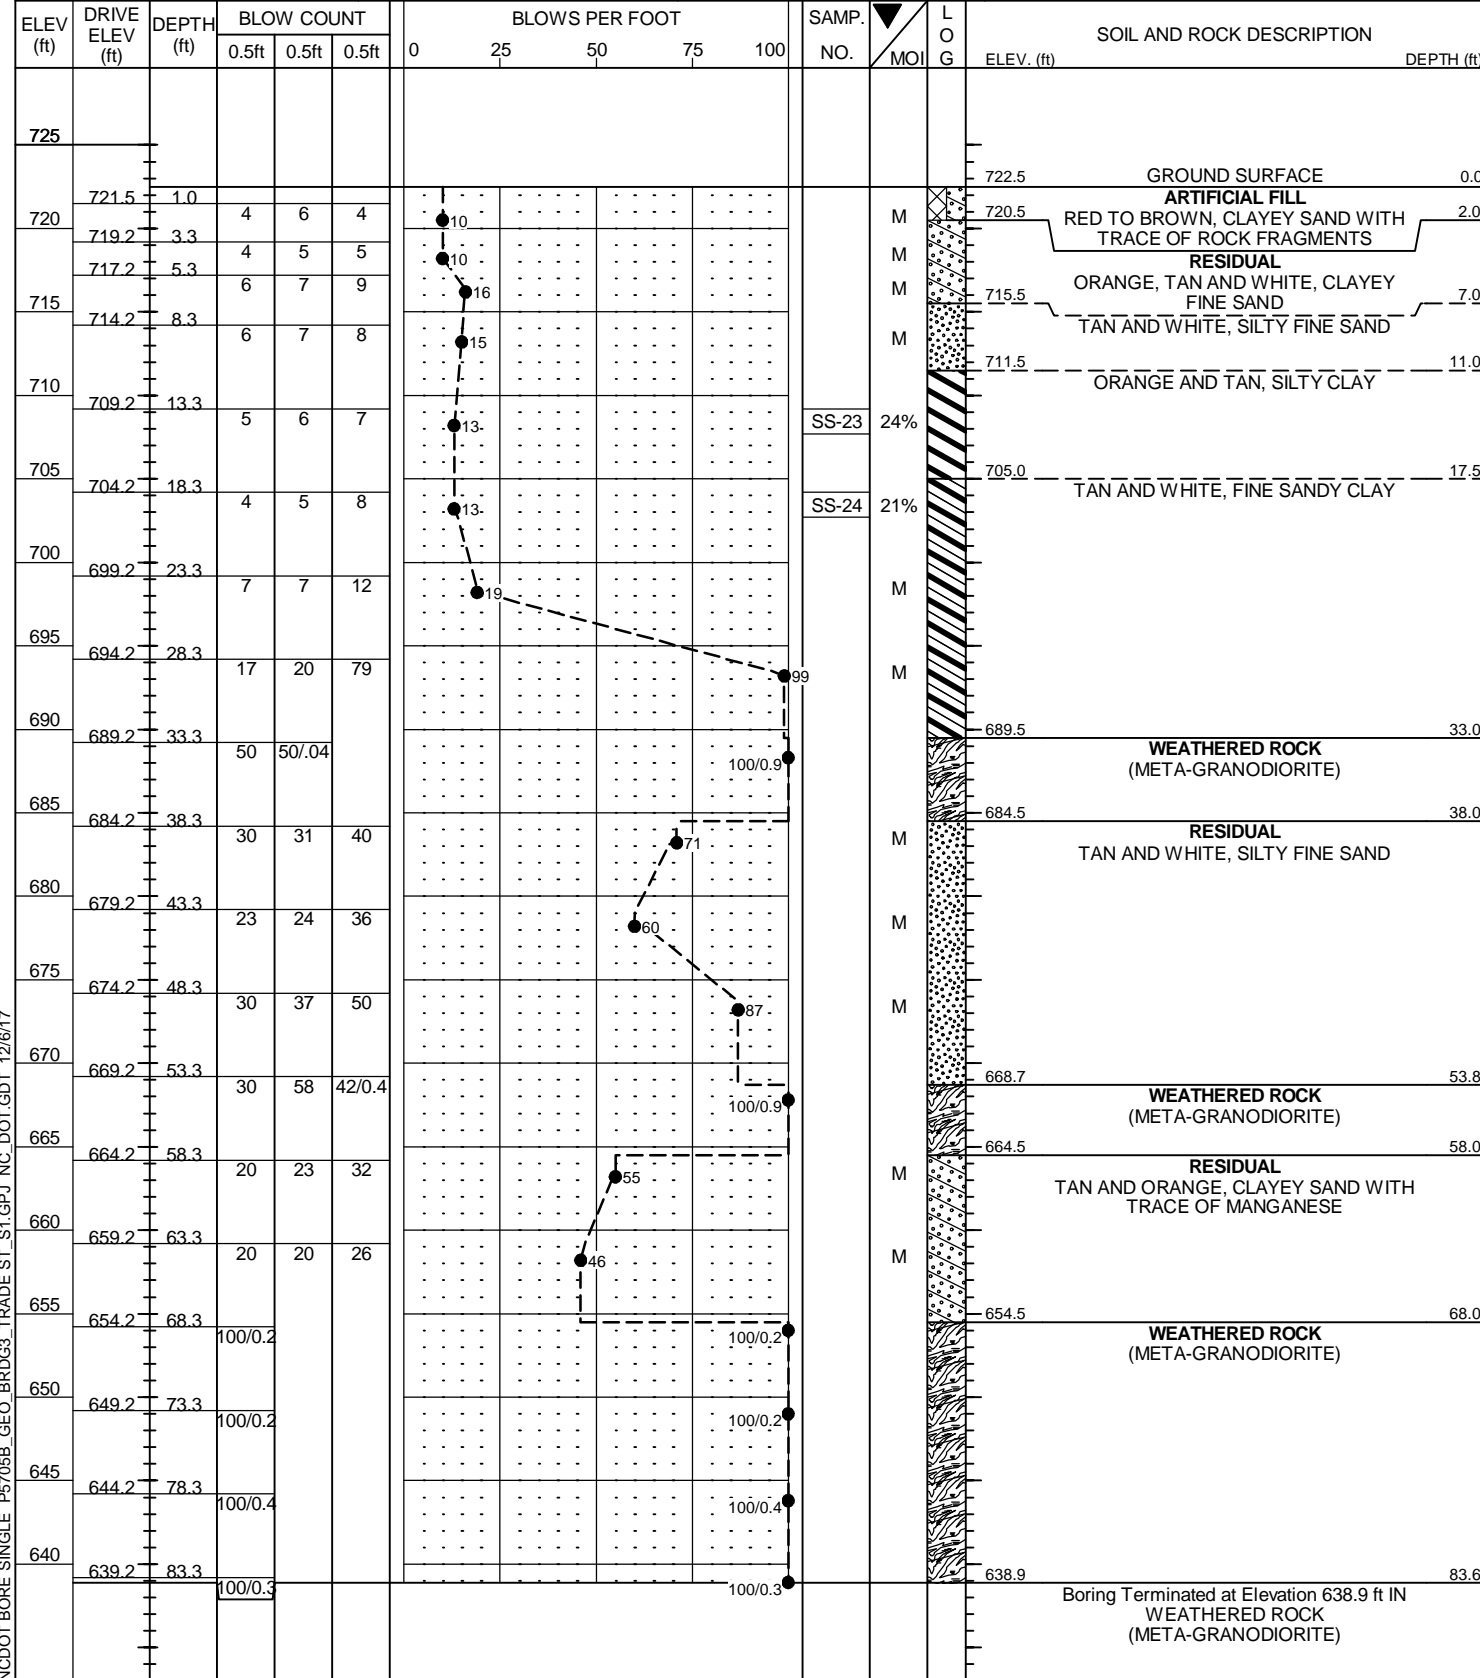 ELEV (ft) DRIVE ELEV (ft) DEPTH (ft) BLOW COUNT BLOWS PER FOOT SAMP. NO. MOI LOG SOIL AND ROCK DESCRIPTION
0.5ft 0.5ft 0.5ft 0 25 50 75 100 ELEV. (ft) DEPTH (ft)
725
722.5 GROUND SURFACE 0.0
721.5 1.0 ARTIFICIAL FILL
720 4 6 4 10 M 720.5 RED TO BROWN, CLAYEY SAND WITH 2.0
TRACE OF ROCK FRAGMENTS
719.2 3.3
4 5 5 10 M
RESIDUAL
717.2 5.3
6 7 9 16 M ORANGE, TAN AND WHITE, CLAYEY
715 715.5 FINE SAND 7.0
714.2 8.3 TAN AND WHITE, SILTY FINE SAND
6 7 8 15 M
711.5 11.0
710 ORANGE AND TAN, SILTY CLAY
709.2 13.3
5 6 7 13 SS-23 24%
705 705.0 17.5
704.2 18.3 TAN AND WHITE, FINE SANDY CLAY
4 5 8 13 SS-24 21%
700
699.2 23.3
7 7 12 19 M
695
694.2 28.3
17 20 79 99 M
690 689.5 33.0
689.2 33.3 WEATHERED ROCK
50 50/.04 100/0.9 (META-GRANODIORITE)
685 684.5 38.0
684.2 38.3 RESIDUAL
30 31 40 71 M TAN AND WHITE, SILTY FINE SAND
680
679.2 43.3
23 24 36 60 M
675
674.2 48.3
30 37 50 87 M
670
669.2 53.3
30 58 42/0.4 668.7 53.8
100/0.9 WEATHERED ROCK
(META-GRANODIORITE)
665 664.5 58.0
664.2 58.3 RESIDUAL
20 23 32 55 M TAN AND ORANGE, CLAYEY SAND WITH
TRACE OF MANGANESE
660
659.2 63.3
20 20 26 46 M
655 654.5 68.0
654.2 68.3 WEATHERED ROCK
100/0.2 100/0.2 (META-GRANODIORITE)
650
649.2 73.3
100/0.2 100/0.2
645
644.2 78.3
100/0.4 100/0.4
640
639.2 83.3 638.9 83.6
100/0.3 100/0.3 Boring Terminated at Elevation 638.9 ft IN
WEATHERED ROCK
(META-GRANODIORITE)
NCDOT BORE SINGLE P5705B_GEO_BRDG3_TRADE ST_S1.GPJ NC_DOT.GDT 12/6/17